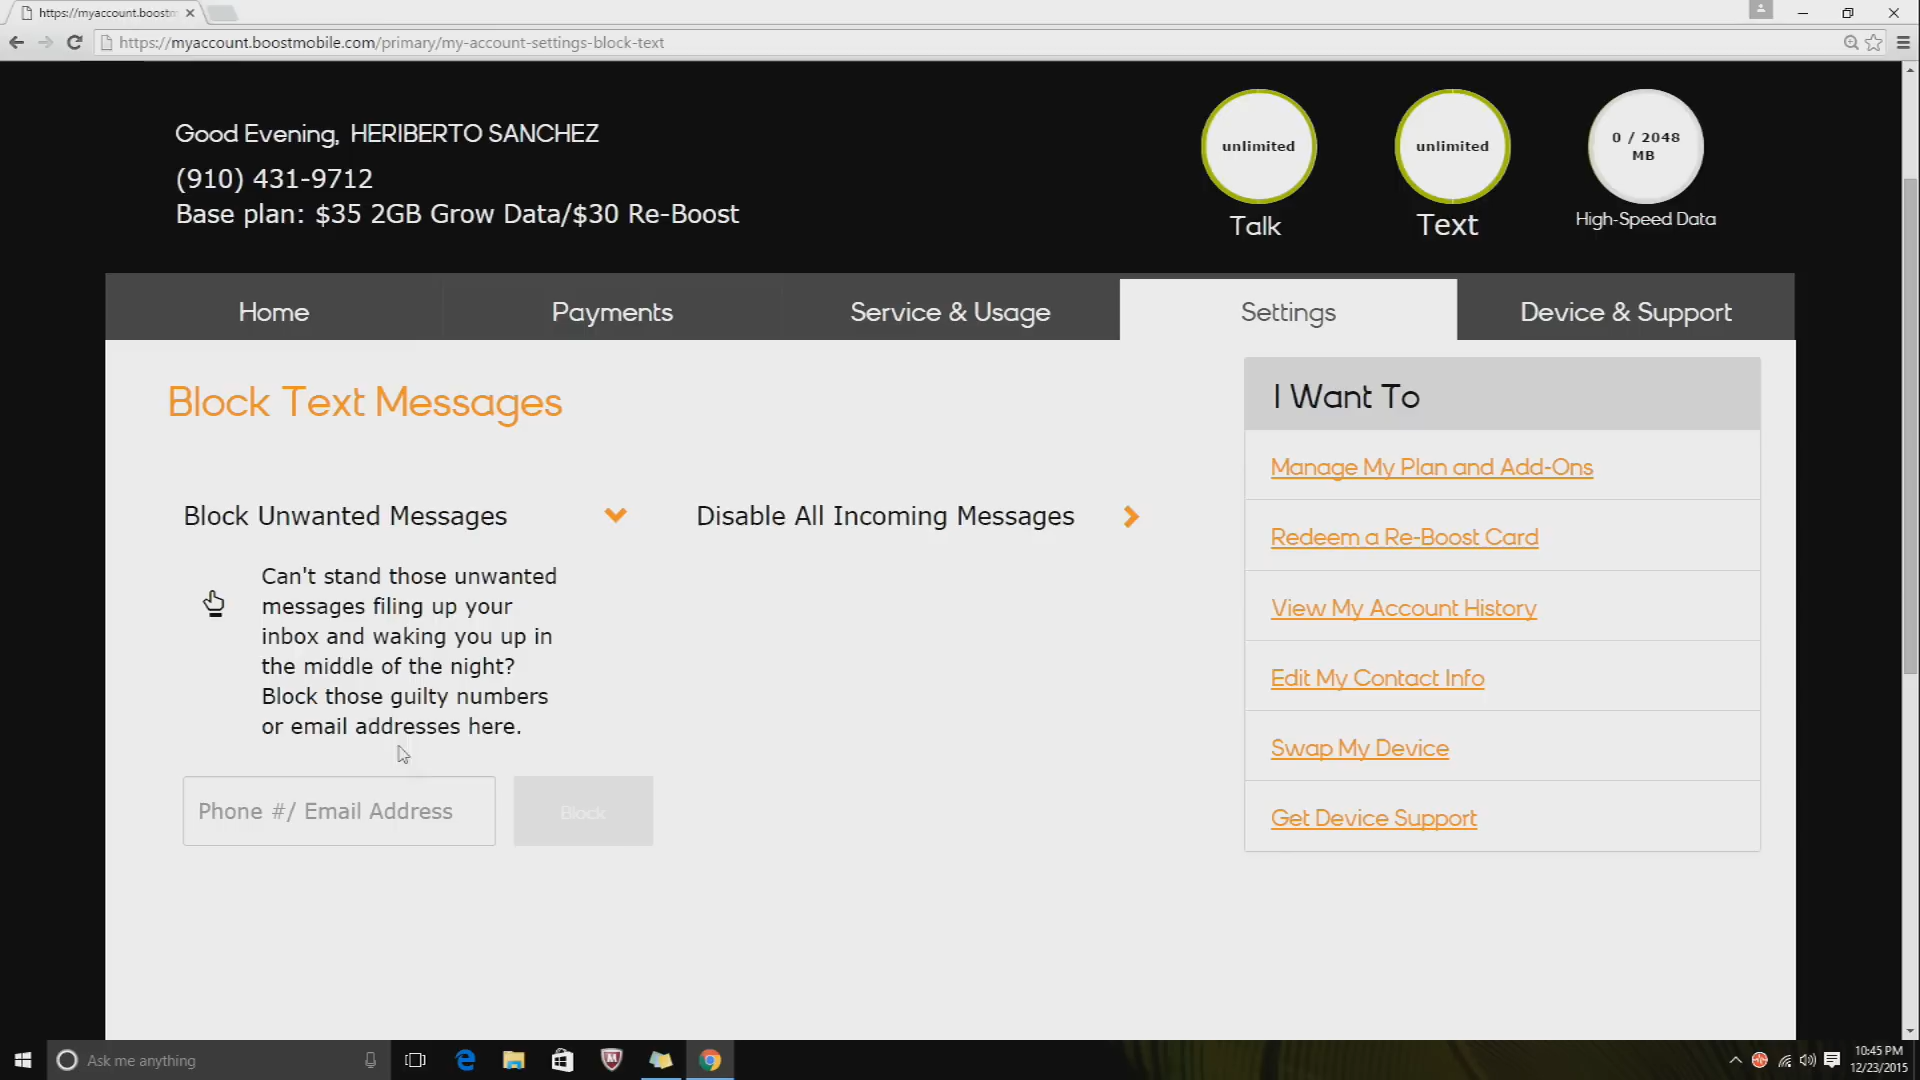 https://myaccount.boostm
https://myaccount.boostmobile.com/primary/my-account-settings-block-text
Good Evening, HERIBERTO SANCHEZ
(910) 431-9712
Base plan: $35 2GB Grow Data/$30 Re-Boost
unlimited
Talk
unlimited
Text
0 / 2048
MB
High-Speed Data
Home
Payments
Service & Usage
Settings
Device & Support
Block Text Messages
Block Unwanted Messages
Can't stand those unwanted
messages filing up your
inbox and waking you up in
the middle of the night?
Block those guilty numbers
or email addresses here.
Phone #/ Email Address
Block
Disable All Incoming Messages
I Want To
Manage My Plan and Add-Ons
Redeem a Re-Boost Card
View My Account History
Edit My Contact Info
Swap My Device
Get Device Support
Ask me anything
10:45 PM
12/23/2015